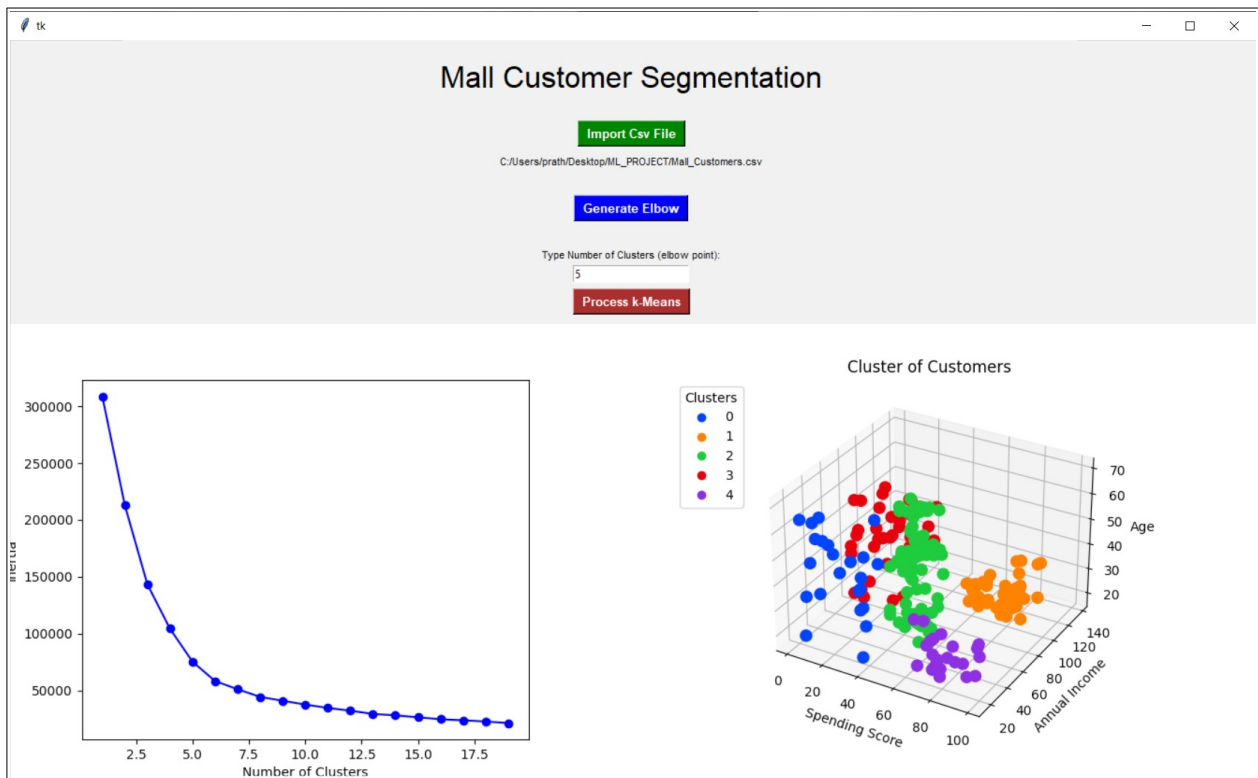 tk
Mall Customer Segmentation
Import Csv File
C:/Users/prath/Desktop/ML_PROJECT/Mall_Customers.csv
Generate Elbow
Type Number of Clusters (elbow point):
5
Process k-Means
300000
250000
200000
150000
100000
50000
2.5 5.0 7.5 10.0 12.5 15.0 17.5
Number of Clusters
Cluster of Customers
Clusters
0
1
2
3
4
70
60
50
40
30
20
Age
140
120
100
80
60
40
20
Annual Income
0 20 40 60 80 100
Spending Score